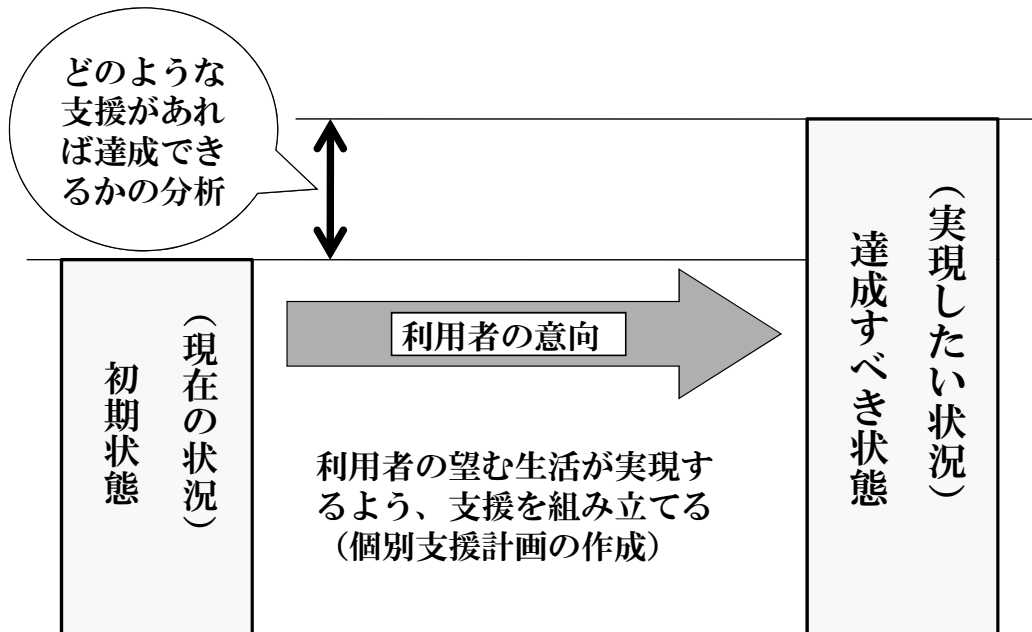 どのような
支援があれ
ば達成でき
るかの分析
(実現したい状況)
達成すべき状態
利用者の意向
(現在の状況)
初期状態
利用者の望む生活が実現す
るよう、支援を組み立てる
(個別支援計画の作成)